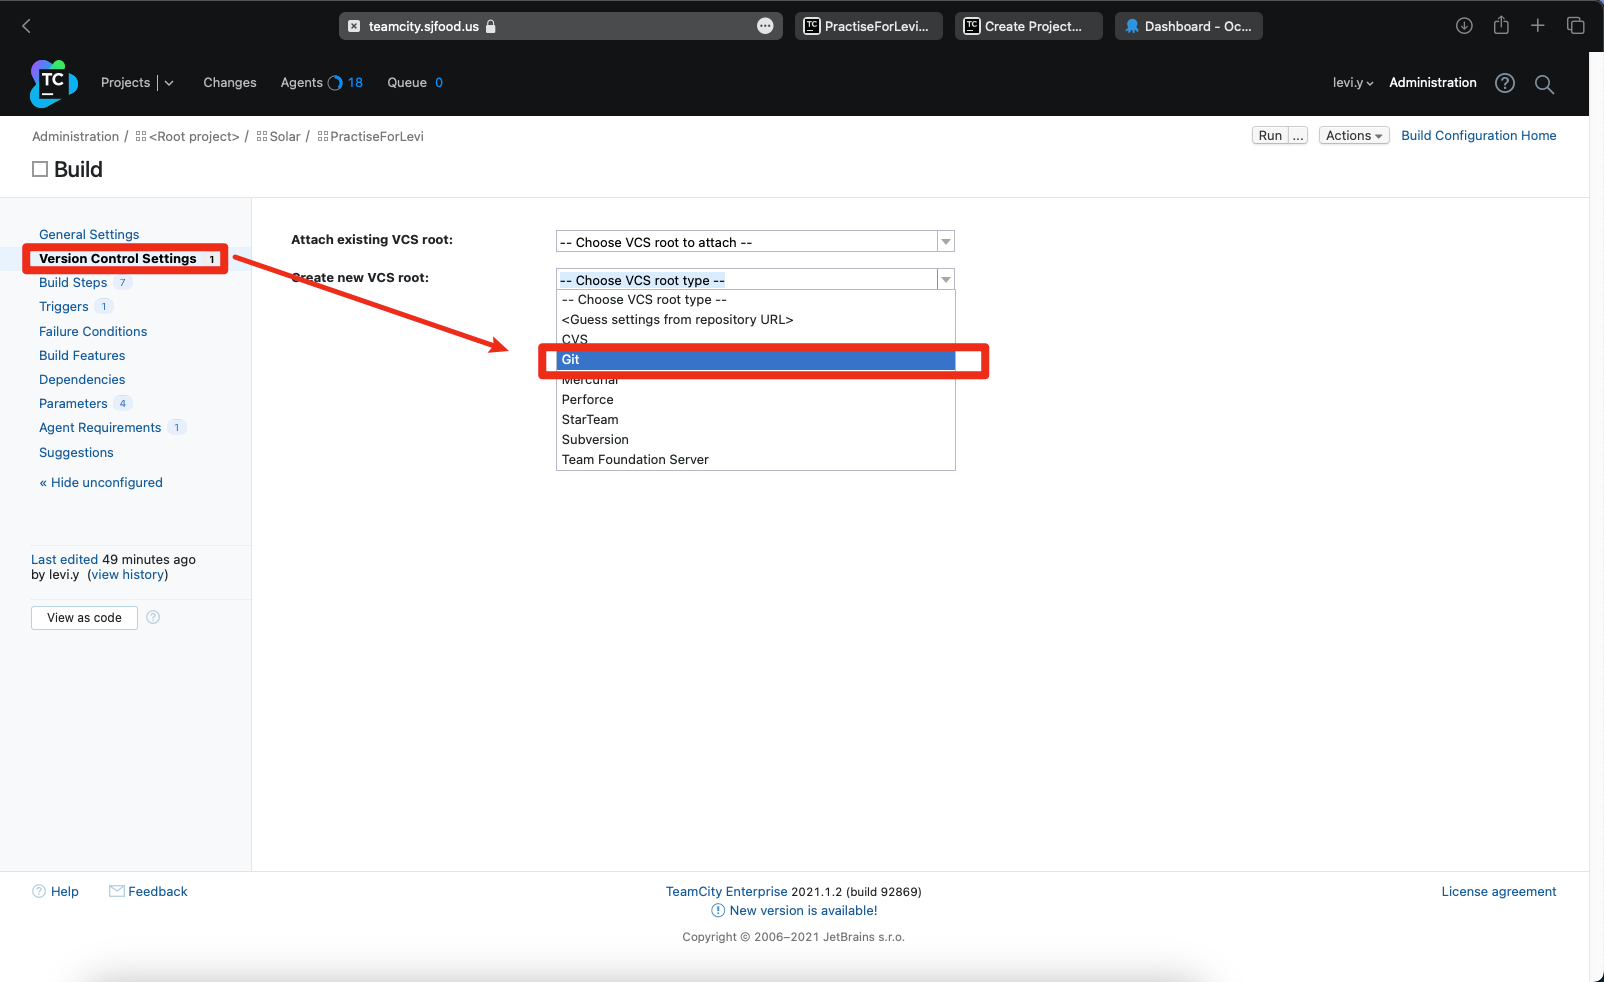 teamcity.sjfood.us
PractiseForLevi...
Create Project...
Dashboard - Oc...
TC
Projects
Changes
Agents 18
Queue 0
levi.y
Administration
Administration / <Root project> / Solar / PractiseForLevi
Run ...
Actions
Build Configuration Home
Build
General Settings
Version Control Settings 1
Build Steps 7
Triggers 1
Failure Conditions
Build Features
Dependencies
Parameters 4
Agent Requirements 1
Suggestions
« Hide unconfigured
Last edited 49 minutes ago
by levi.y (view history)
View as code
?
Attach existing VCS root:
-- Choose VCS root to attach --
Create new VCS root:
-- Choose VCS root type --
-- Choose VCS root type --
<Guess settings from repository URL>
CVS
Git
Mercurial
Perforce
StarTeam
Subversion
Team Foundation Server
? Help
Feedback
TeamCity Enterprise 2021.1.2 (build 92869)
New version is available!
Copyright © 2006–2021 JetBrains s.r.o.
License agreement